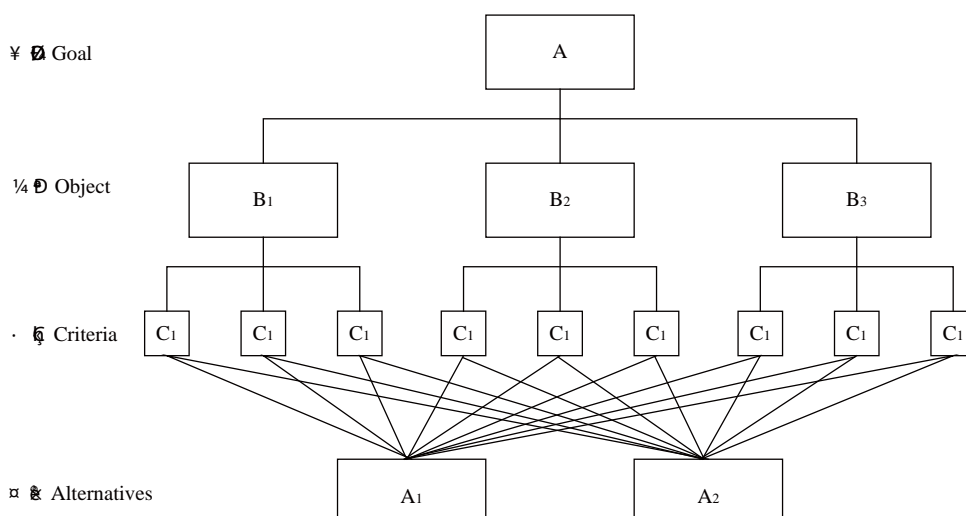 Goal
A
Object
B1
B2
B3
Criteria
C1
C1
C1
C1
C1
C1
C1
C1
C1
Alternatives
A1
A2